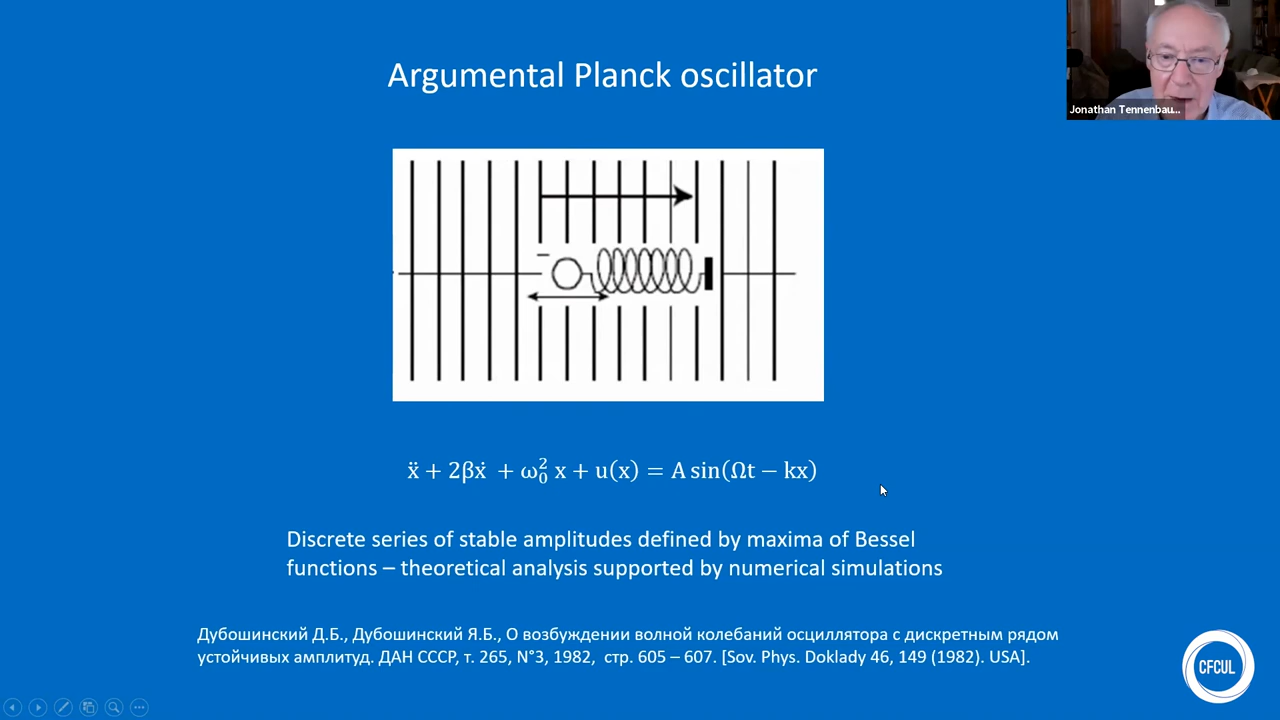 Argumental Planck oscillator
Jonathan Tennenbau...
−
ẍ + 2βẋ + ω₀² x + u(x) = A sin(Ωt − kx)
Discrete series of stable amplitudes defined by maxima of Bessel
functions – theoretical analysis supported by numerical simulations
Дубошинский Д.Б., Дубошинский Я.Б., О возбуждении волной колебаний осциллятора с дискретным рядом
устойчивых амплитуд. ДАН СССР, т. 265, N°3, 1982, стр. 605 – 607. [Sov. Phys. Doklady 46, 149 (1982). USA].
CFCUL